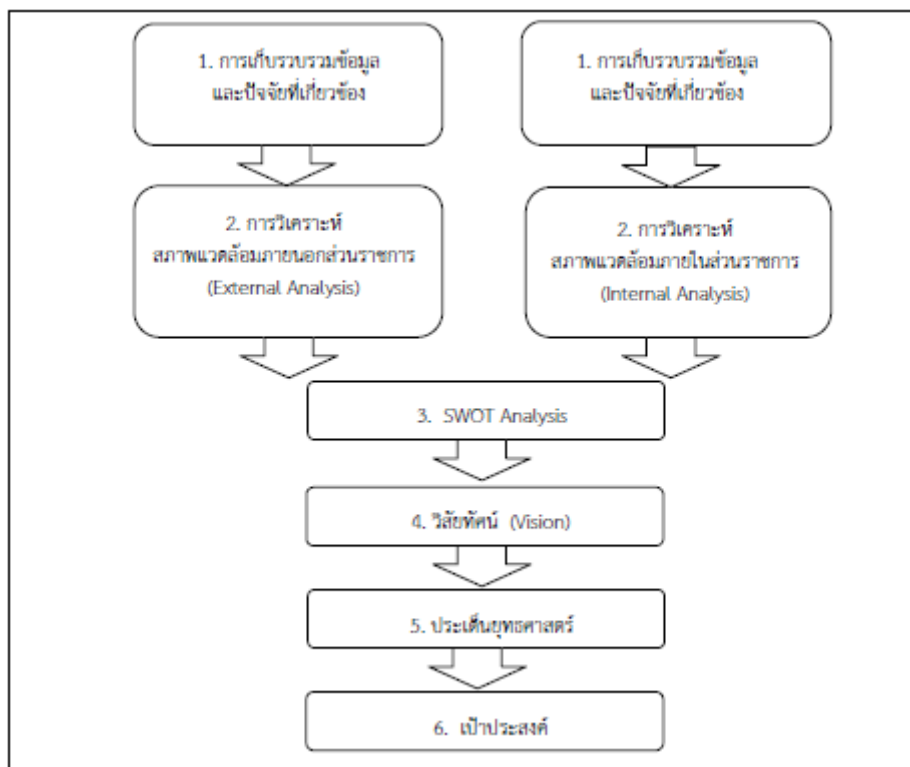 1. การเก็บรวบรวมข้อมูล
และปัจจัยที่เกี่ยวข้อง
1. การเก็บรวบรวมข้อมูล
และปัจจัยที่เกี่ยวข้อง
2. การวิเคราะห์
สภาพแวดล้อมภายนอกส่วนราชการ
(External Analysis)
2. การวิเคราะห์
สภาพแวดล้อมภายในส่วนราชการ
(Internal Analysis)
3. SWOT Analysis
4. วิสัยทัศน์ (Vision)
5. ประเด็นยุทธศาสตร์
6. เป้าประสงค์